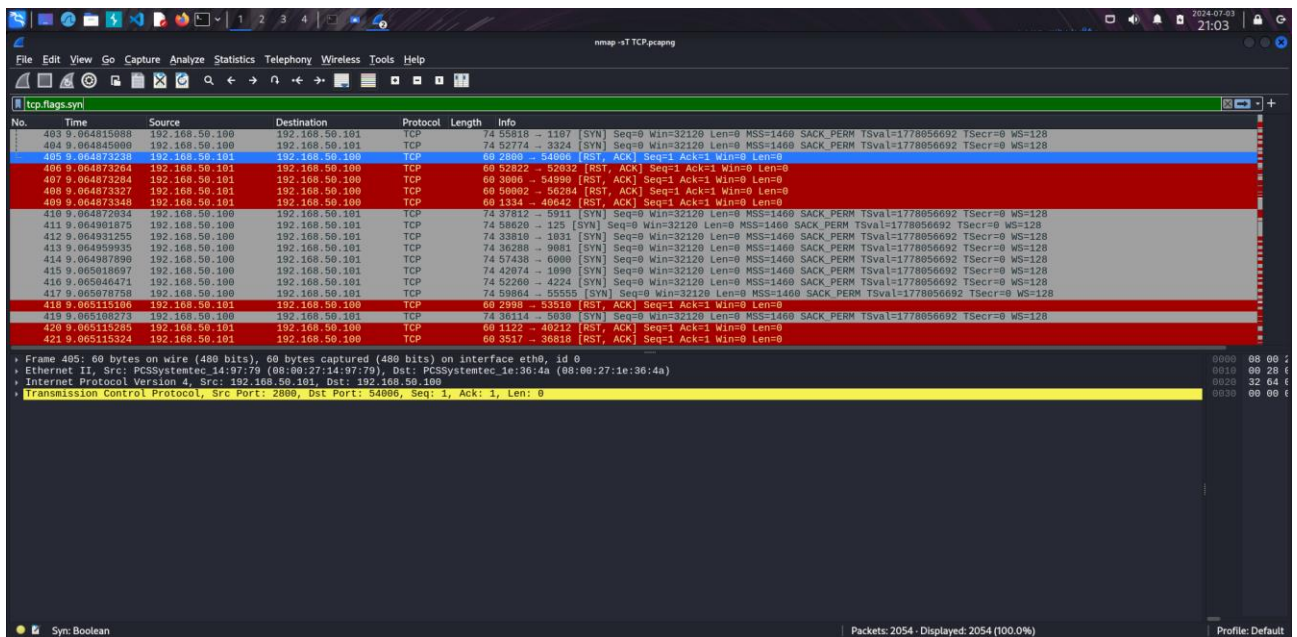 1 2 3 4
2024-07-03
21:03
nmap -sT TCP.pcapng
File Edit View Go Capture Analyze Statistics Telephony Wireless Tools Help
tcp.flags.syn
No. Time Source Destination Protocol Length Info
403 9.064815088 192.168.50.100 192.168.50.101 TCP 74 55818 → 1107 [SYN] Seq=0 Win=32120 Len=0 MSS=1460 SACK_PERM TSval=1778056692 TSecr=0 WS=128
404 9.064845000 192.168.50.100 192.168.50.101 TCP 74 52774 → 3324 [SYN] Seq=0 Win=32120 Len=0 MSS=1460 SACK_PERM TSval=1778056692 TSecr=0 WS=128
405 9.064873238 192.168.50.101 192.168.50.100 TCP 60 2800 → 54006 [RST, ACK] Seq=1 Ack=1 Win=0 Len=0
406 9.064873264 192.168.50.101 192.168.50.100 TCP 60 52822 → 52032 [RST, ACK] Seq=1 Ack=1 Win=0 Len=0
407 9.064873284 192.168.50.101 192.168.50.100 TCP 60 3006 → 54990 [RST, ACK] Seq=1 Ack=1 Win=0 Len=0
408 9.064873327 192.168.50.101 192.168.50.100 TCP 60 50002 → 56284 [RST, ACK] Seq=1 Ack=1 Win=0 Len=0
409 9.064873348 192.168.50.101 192.168.50.100 TCP 60 1334 → 40642 [RST, ACK] Seq=1 Ack=1 Win=0 Len=0
410 9.064872034 192.168.50.100 192.168.50.101 TCP 74 37812 → 5911 [SYN] Seq=0 Win=32120 Len=0 MSS=1460 SACK_PERM TSval=1778056692 TSecr=0 WS=128
411 9.064901875 192.168.50.100 192.168.50.101 TCP 74 58620 → 125 [SYN] Seq=0 Win=32120 Len=0 MSS=1460 SACK_PERM TSval=1778056692 TSecr=0 WS=128
412 9.064931255 192.168.50.100 192.168.50.101 TCP 74 33810 → 1031 [SYN] Seq=0 Win=32120 Len=0 MSS=1460 SACK_PERM TSval=1778056692 TSecr=0 WS=128
413 9.064959935 192.168.50.100 192.168.50.101 TCP 74 36288 → 9081 [SYN] Seq=0 Win=32120 Len=0 MSS=1460 SACK_PERM TSval=1778056692 TSecr=0 WS=128
414 9.064987890 192.168.50.100 192.168.50.101 TCP 74 57438 → 6000 [SYN] Seq=0 Win=32120 Len=0 MSS=1460 SACK_PERM TSval=1778056692 TSecr=0 WS=128
415 9.065018697 192.168.50.100 192.168.50.101 TCP 74 42074 → 1090 [SYN] Seq=0 Win=32120 Len=0 MSS=1460 SACK_PERM TSval=1778056692 TSecr=0 WS=128
416 9.065046471 192.168.50.100 192.168.50.101 TCP 74 52260 → 4224 [SYN] Seq=0 Win=32120 Len=0 MSS=1460 SACK_PERM TSval=1778056692 TSecr=0 WS=128
417 9.065078758 192.168.50.100 192.168.50.101 TCP 74 59864 → 55555 [SYN] Seq=0 Win=32120 Len=0 MSS=1460 SACK_PERM TSval=1778056692 TSecr=0 WS=128
418 9.065115106 192.168.50.101 192.168.50.100 TCP 60 2998 → 53510 [RST, ACK] Seq=1 Ack=1 Win=0 Len=0
419 9.065108273 192.168.50.100 192.168.50.101 TCP 74 36114 → 5030 [SYN] Seq=0 Win=32120 Len=0 MSS=1460 SACK_PERM TSval=1778056692 TSecr=0 WS=128
420 9.065115285 192.168.50.101 192.168.50.100 TCP 60 1122 → 40212 [RST, ACK] Seq=1 Ack=1 Win=0 Len=0
421 9.065115324 192.168.50.101 192.168.50.100 TCP 60 3517 → 36818 [RST, ACK] Seq=1 Ack=1 Win=0 Len=0
Frame 405: 60 bytes on wire (480 bits), 60 bytes captured (480 bits) on interface eth0, id 0
Ethernet II, Src: PCSSystemtec_14:97:79 (08:00:27:14:97:79), Dst: PCSSystemtec_1e:36:4a (08:00:27:1e:36:4a)
Internet Protocol Version 4, Src: 192.168.50.101, Dst: 192.168.50.100
Transmission Control Protocol, Src Port: 2800, Dst Port: 54006, Seq: 1, Ack: 1, Len: 0
0000 08 00
0010 00 28
0020 32 64
0030 00 00
Syn: Boolean
Packets: 2054 · Displayed: 2054 (100.0%)
Profile: Default